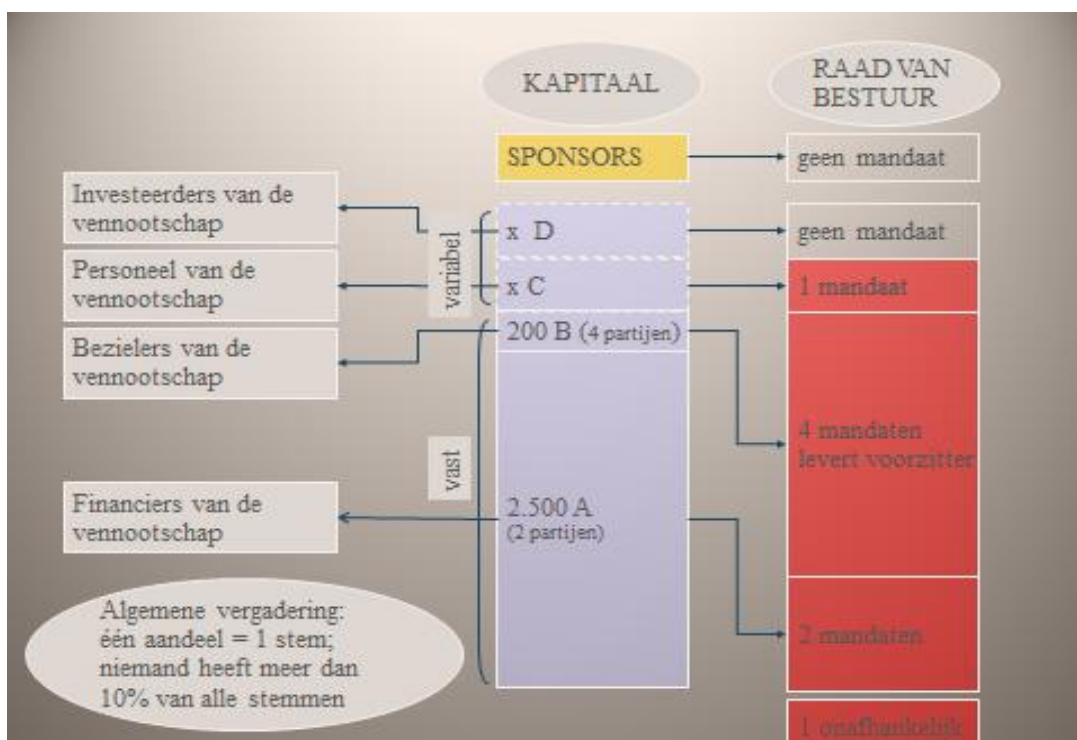 KAPITAAL
RAAD VAN
BESTUUR
SPONSORS
geen mandaat
Investeerders van de
vennootschap
variabel
x D
geen mandaat
Personeel van de
vennootschap
x C
1 mandaat
Bezielers van de
vennootschap
200 B (4 partijen)
4 mandaten
levert voorzitter
vast
Financiers van de
vennootschap
2.500 A
(2 partijen)
2 mandaten
Algemene vergadering:
één aandeel = 1 stem;
niemand heeft meer dan
10% van alle stemmen
1 onafhankelijk